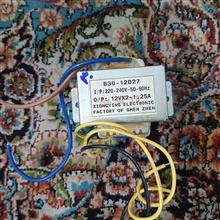 B30-12D27
I/P:220-240V-50-60Hz
O/P: 12VX2-1.25A
XIONGYING ELECTRONIC
FACTORY OF SHEN ZHEN